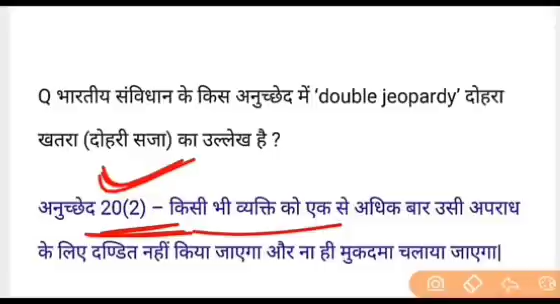 Q भारतीय संविधान के किस अनुच्छेद में ‘double jeopardy’ दोहरा
खतरा (दोहरी सजा) का उल्लेख है ?
अनुच्छेद 20(2) – किसी भी व्यक्ति को एक से अधिक बार उसी अपराध
के लिए दण्डित नहीं किया जाएगा और ना ही मुकदमा चलाया जाएगा|